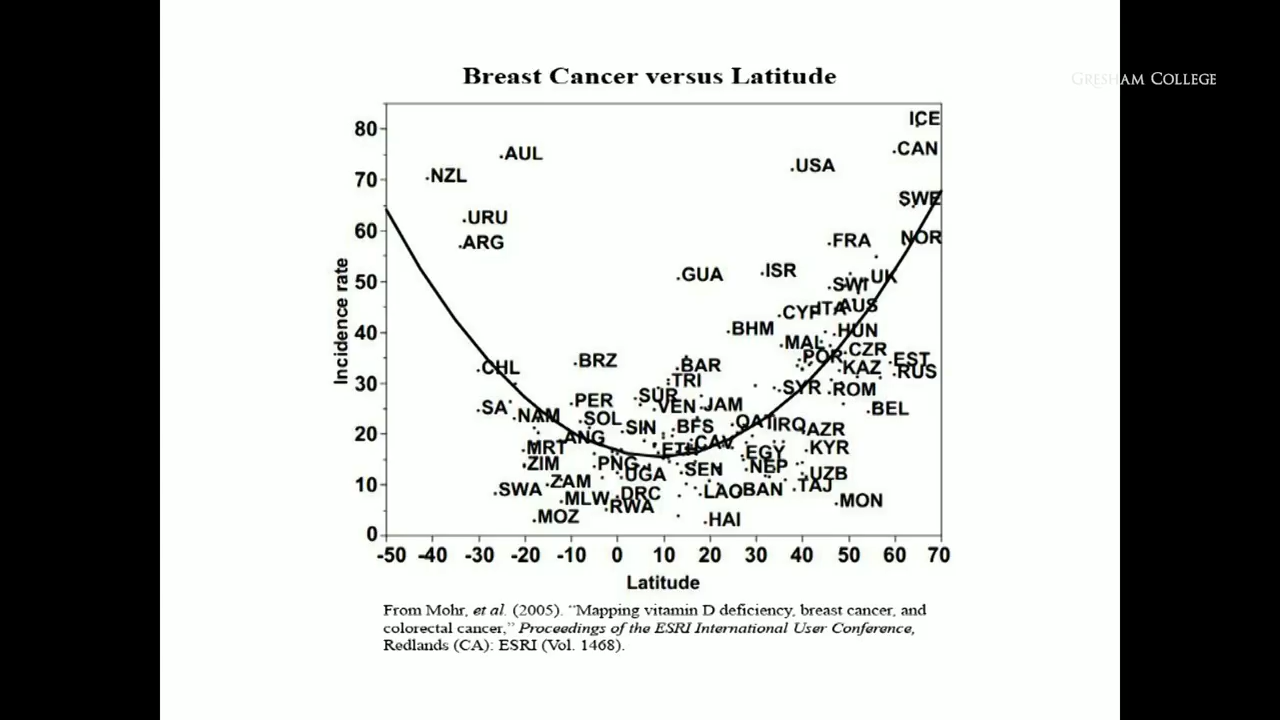 Breast Cancer versus Latitude
GRESHAM COLLEGE
80
70
60
50
40
30
20
10
0
Incidence rate
ICE
CAN
AUL
USA
NZL
SWE
URU
ARG
FRA
NOR
GUA
ISR
SWI
UK
CYP
ITA
AUS
BHM
HUN
MAL
POR
CZR
BRZ
BAR
KAZ
EST
CHL
RUS
TRI
SYR
ROM
SUR
PER
VEN
JAM
SA
BEL
NAM
SOL
SIN
BFS
QAT
IRQ
AZR
ANG
CAV
MRT
ETH
EGY
KYR
ZIM
PNG
UGA
SEN
NEP
UZB
ZAM
TAJ
SWA
MLW
DRC
LAO
BAN
RWA
MON
MOZ
HAI
-50 -40 -30 -20 -10 0 10 20 30 40 50 60 70
Latitude
From Mohr, et al. (2005). “Mapping vitamin D deficiency, breast cancer, and
colorectal cancer,” Proceedings of the ESRI International User Conference,
Redlands (CA): ESRI (Vol. 1468).